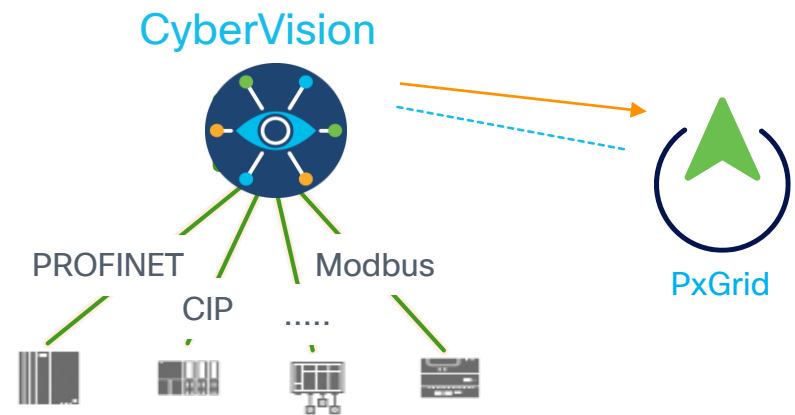 CyberVision
PROFINET
Modbus
CIP
.....
PxGrid